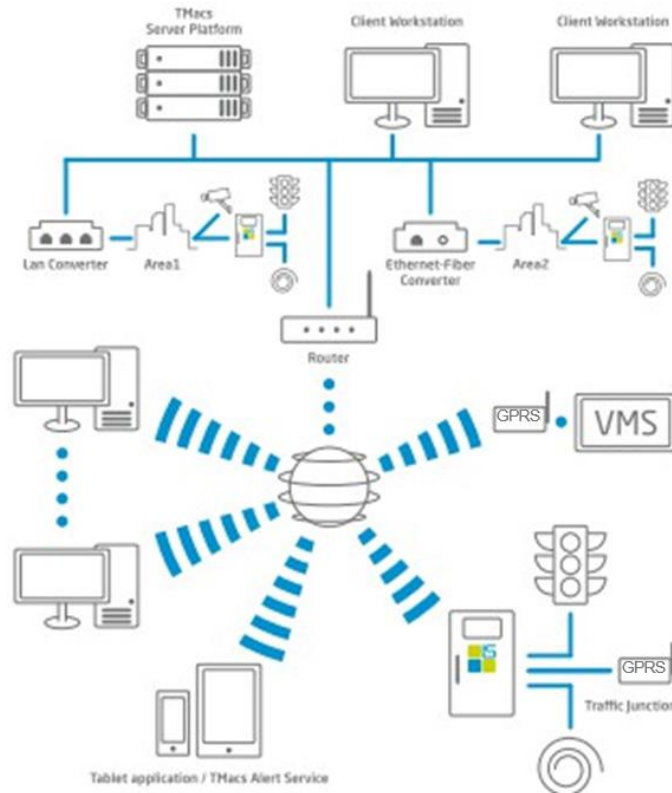 TMacs
Server Platform
Client Workstation
Client Workstation
Lan Converter
Area1
Ethernet-Fiber
Converter
Area2
Router
GPRS
VMS
GPRS
Traffic Junction
Tablet application / TMacs Alert Service